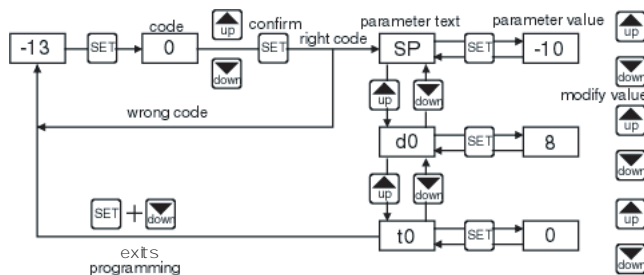 code
confirm
parameter text
parameter value
up
up
-13
SET
0
SET
right code
SP
SET
-10
down
down
modify value
wrong code
up
down
up
d0
SET
8
down
up
down
SET + down
up
t0
SET
0
exits
programming
down